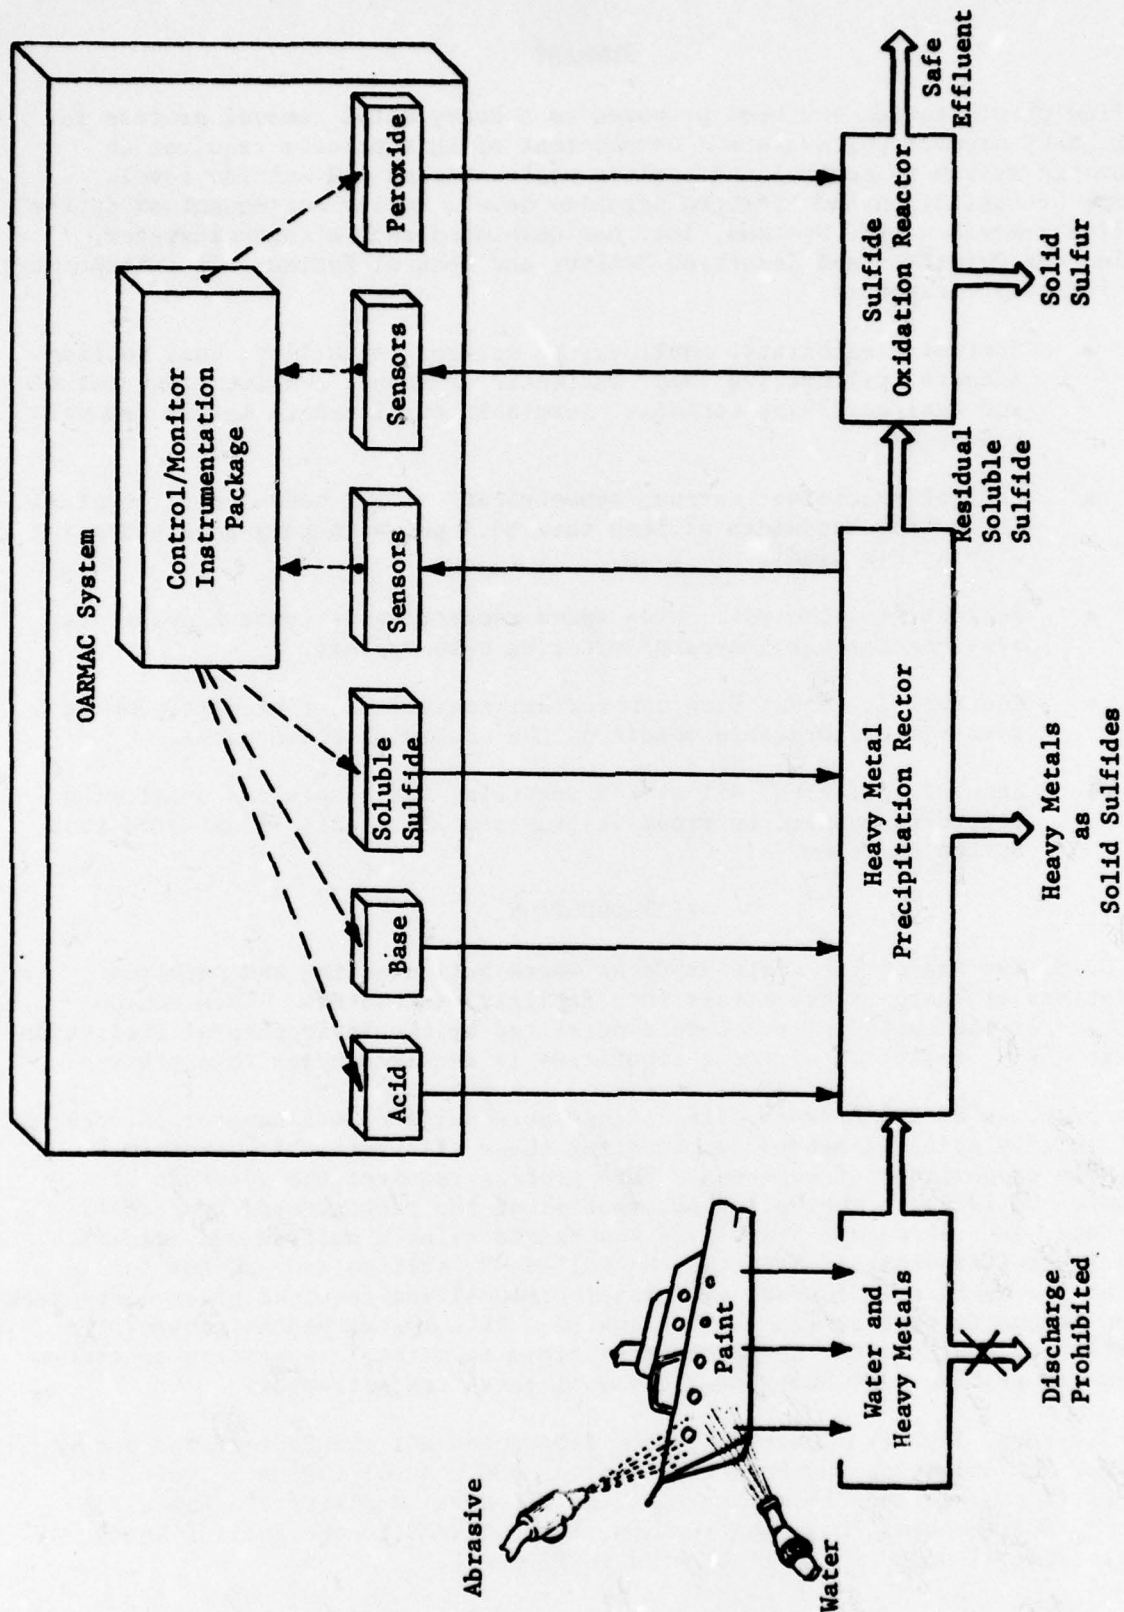 OARMAC System
Control/Monitor
Instrumentation
Package
Acid
Base
Soluble
Sulfide
Sensors
Sensors
Peroxide
Abrasive
Water
Paint
Water and
Heavy Metals
Discharge
Prohibited
Heavy Metal
Precipitation Rector
Heavy Metals
as
Solid Sulfides
Residual
Soluble
Sulfide
Sulfide
Oxidation Reactor
Solid
Sulfur
Safe
Effluent